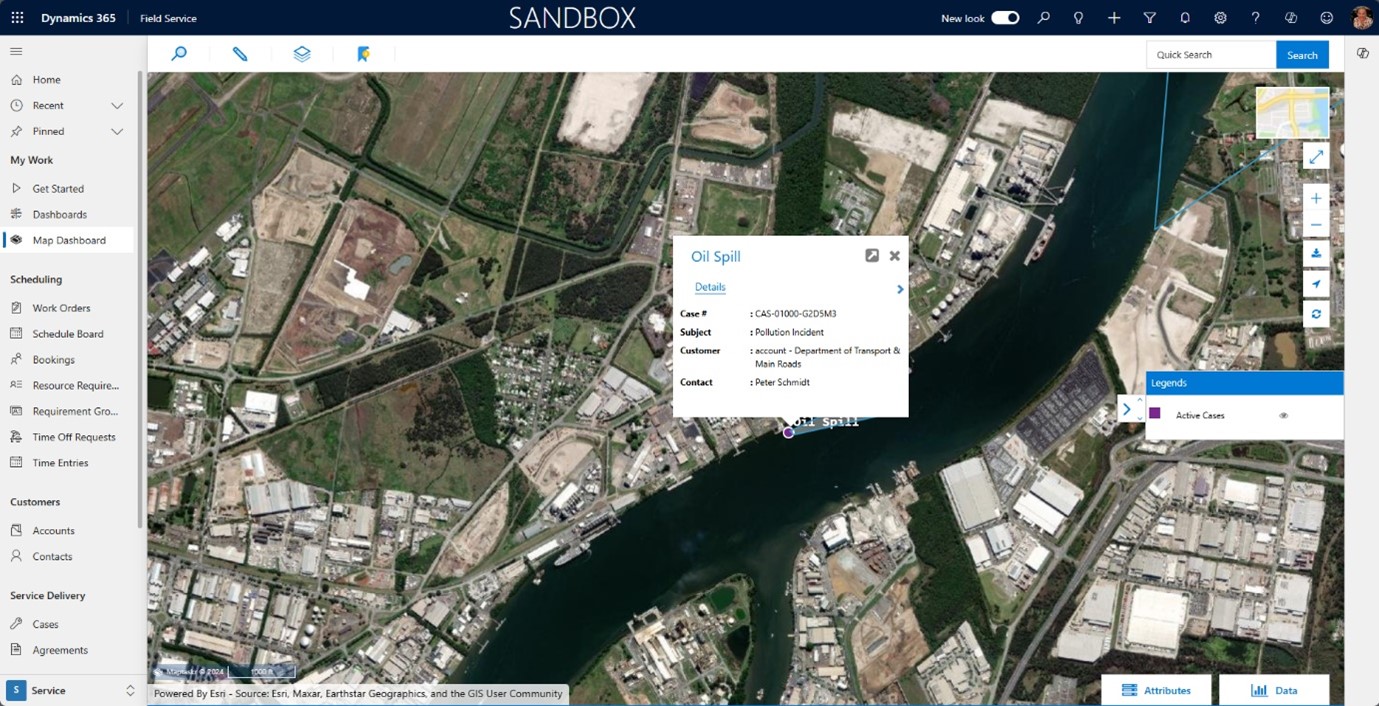 Dynamics 365
Field Service
SANDBOX
New look
Quick Search
Search
Home
Recent
Pinned
My Work
Get Started
Dashboards
Map Dashboard
Scheduling
Work Orders
Schedule Board
Bookings
Resource Require...
Requirement Gro...
Time Off Requests
Time Entries
Customers
Accounts
Contacts
Service Delivery
Cases
Agreements
S Service
Oil Spill
Details
Case # : CAS-01000-G2D5M3
Subject : Pollution Incident
Customer : account - Department of Transport &
Main Roads
Contact : Peter Schmidt
Oil Spill
Legends
Active Cases
© 2024
1000 ft
Powered By Esri - Source: Esri, Maxar, Earthstar Geographics, and the GIS User Community
Attributes
Data